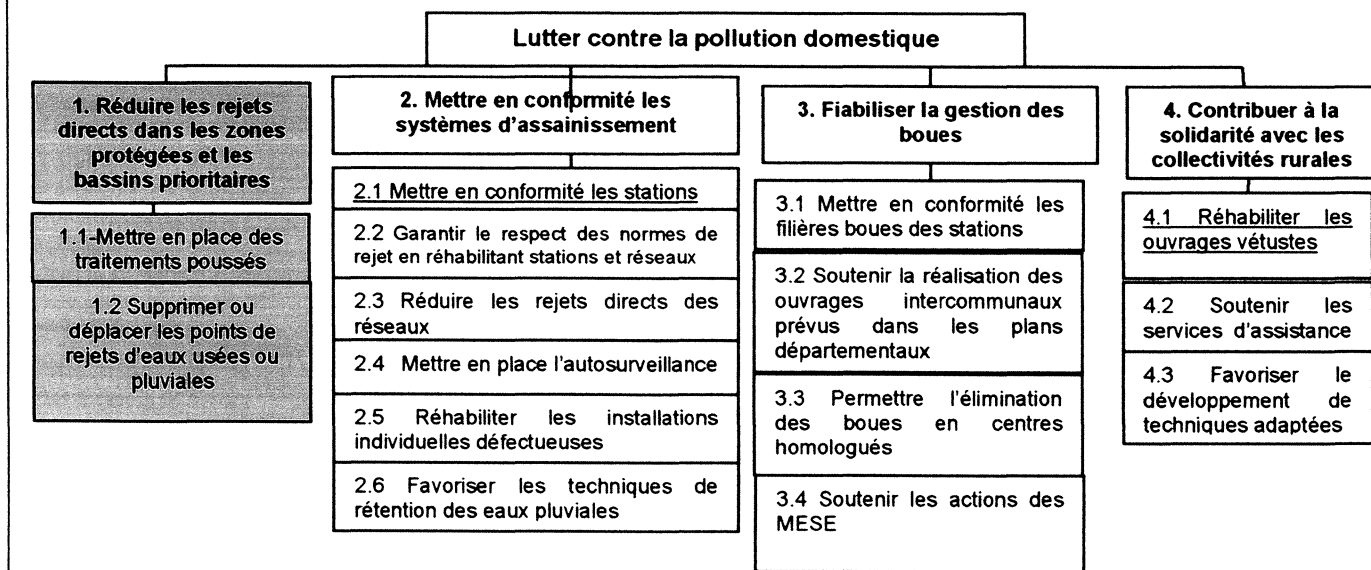 Lutter contre la pollution domestique
1. Réduire les rejets
directs dans les zones
protégées et les
bassins prioritaires
1.1-Mettre en place des
traitements poussés
1.2 Supprimer ou
déplacer les points de
rejets d'eaux usées ou
pluviales
2. Mettre en conformité les
systèmes d'assainissement
2.1 Mettre en conformité les stations
2.2 Garantir le respect des normes de
rejet en réhabilitant stations et réseaux
2.3 Réduire les rejets directs des
réseaux
2.4 Mettre en place l'autosurveillance
2.5 Réhabiliter les installations
individuelles défectueuses
2.6 Favoriser les techniques de
rétention des eaux pluviales
3. Fiabiliser la gestion des
boues
3.1 Mettre en conformité les
filières boues des stations
3.2 Soutenir la réalisation des
ouvrages intercommunaux
prévus dans les plans
départementaux
3.3 Permettre l'élimination
des boues en centres
homologués
3.4 Soutenir les actions des
MESE
4. Contribuer à la
solidarité avec les
collectivités rurales
4.1 Réhabiliter les
ouvrages vétustes
4.2 Soutenir les
services d'assistance
4.3 Favoriser le
développement de
techniques adaptées